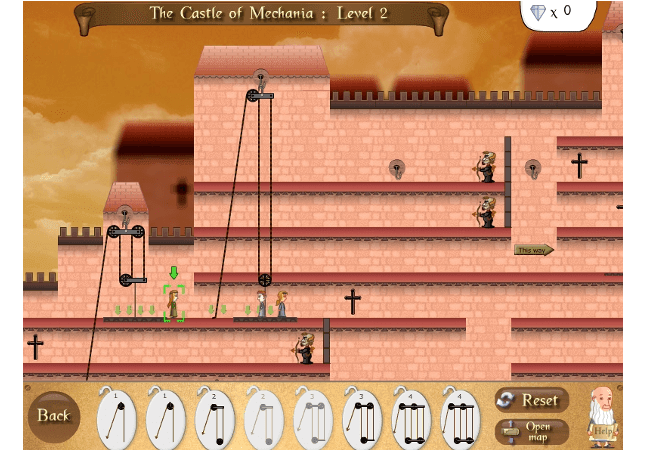 The Castle of Mechania : Level 2
x 0
This way
Back
1
1
2
2
3
3
4
4
Reset
Open
map
Help